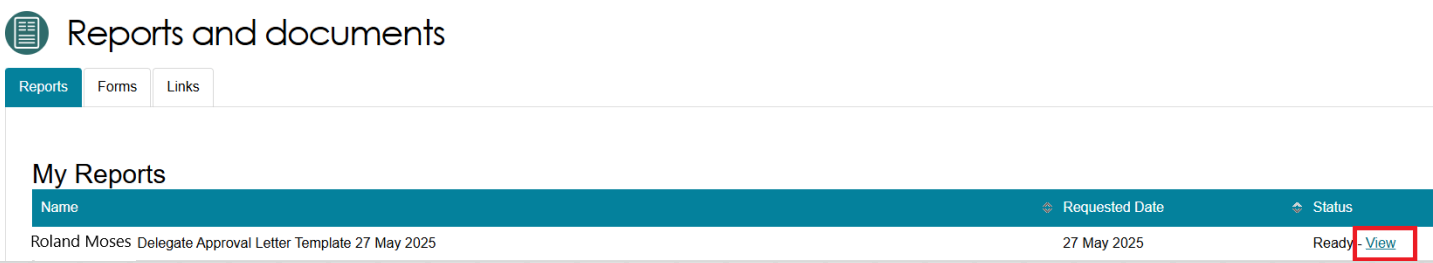 Reports and documents
Reports Forms Links
My Reports
Name Requested Date Status
Roland Moses Delegate Approval Letter Template 27 May 2025 27 May 2025 Ready - View